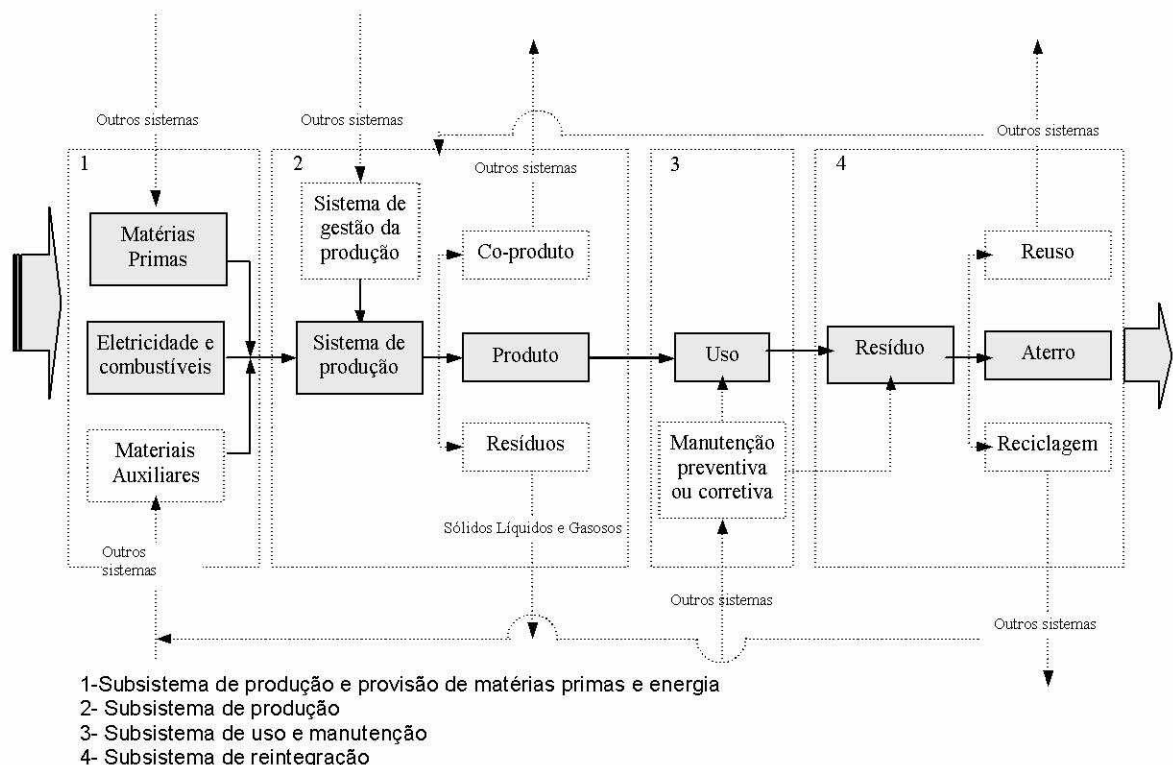 Outros sistemas
Outros sistemas
Outros sistemas
1
2
Outros sistemas
3
4
Matérias
Primas
Sistema de
gestão da
produção
Co-produto
Reuso
Eletricidade e
combustíveis
Sistema de
produção
Produto
Uso
Resíduo
Aterro
Materiais
Auxiliares
Resíduos
Manutenção
preventiva
ou corretiva
Reciclagem
Sólidos Líquidos e Gasosos
Outros
sistemas
Outros sistemas
Outros sistemas
1-Subsistema de produção e provisão de matérias primas e energia
2- Subsistema de produção
3- Subsistema de uso e manutenção
4- Subsistema de reintegração